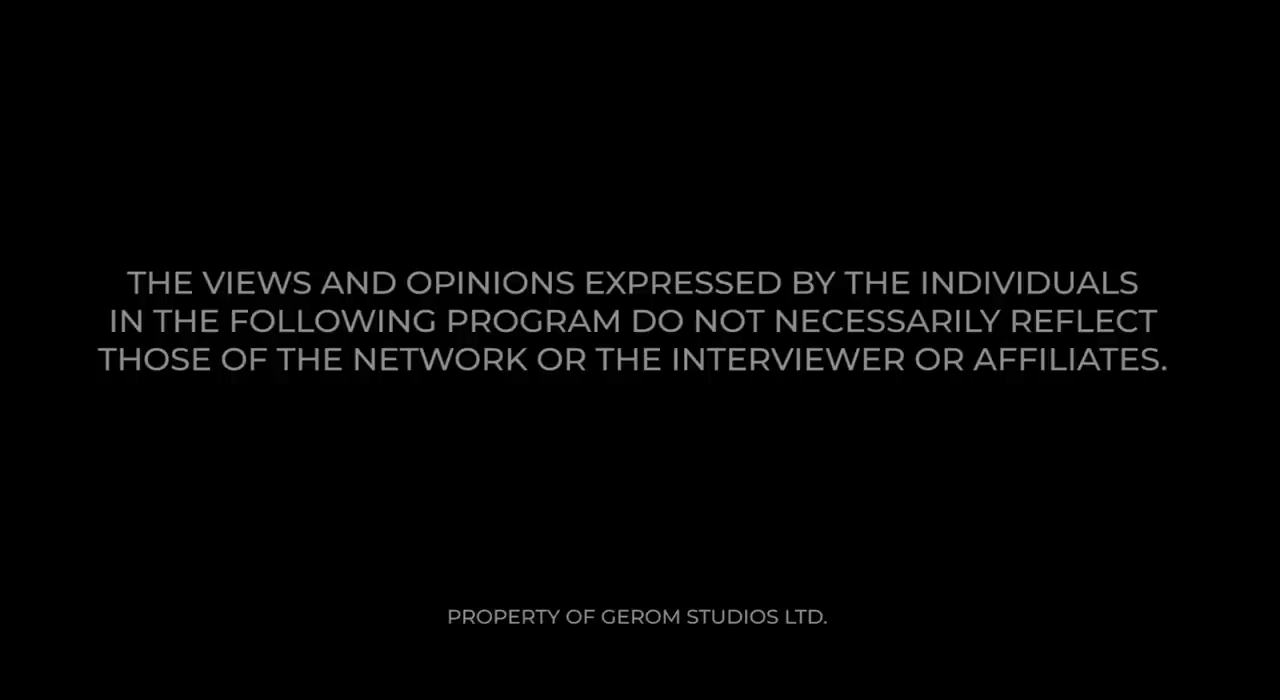 THE VIEWS AND OPINIONS EXPRESSED BY THE INDIVIDUALS
IN THE FOLLOWING PROGRAM DO NOT NECESSARILY REFLECT
THOSE OF THE NETWORK OR THE INTERVIEWER OR AFFILIATES.
PROPERTY OF GEROM STUDIOS LTD.